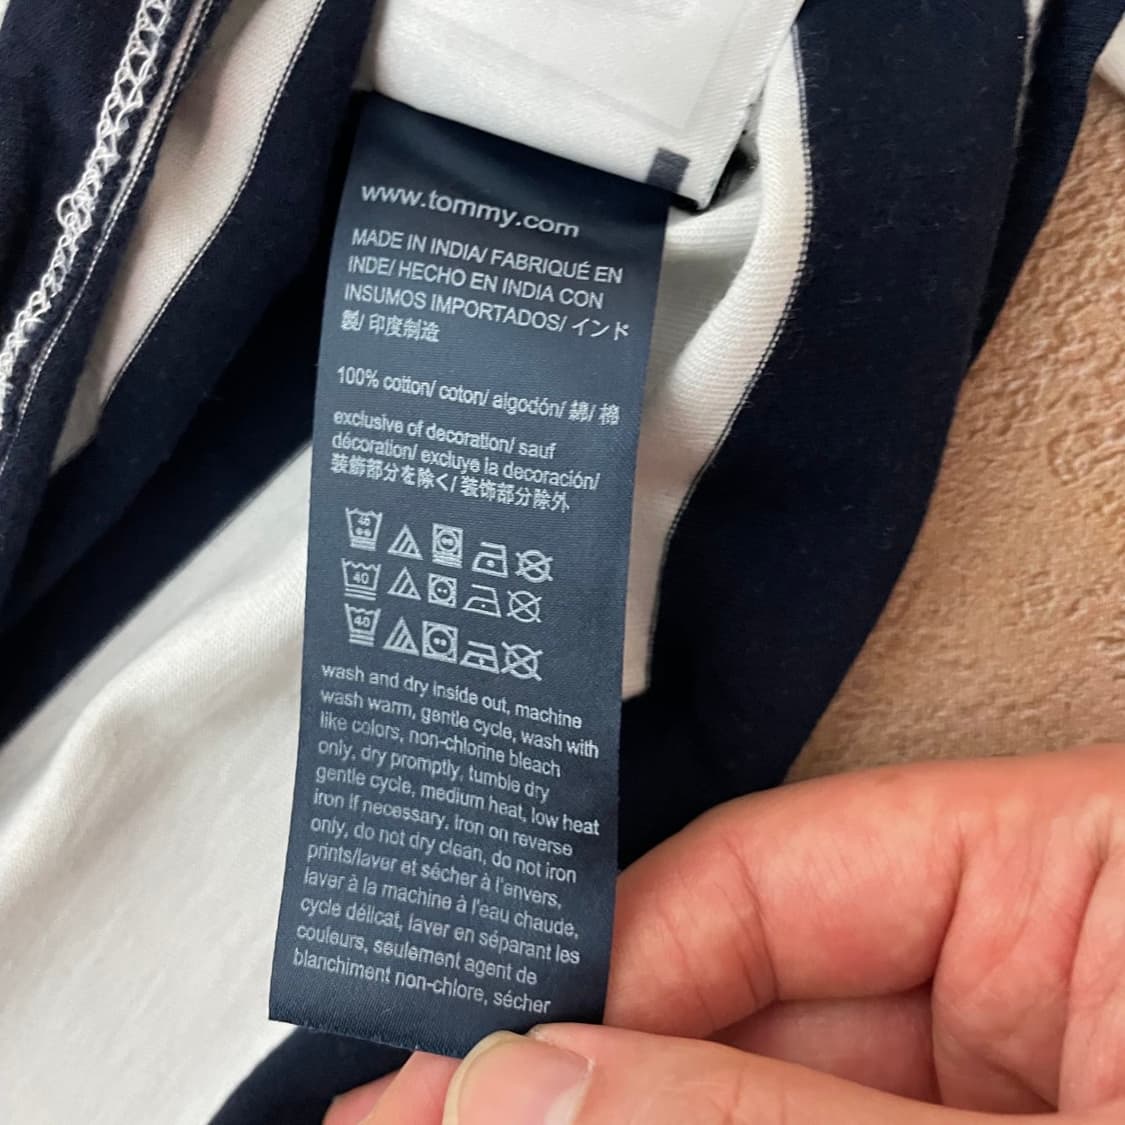 www.tommy.com
MADE IN INDIA/ FABRIQUÉ EN
INDE/ HECHO EN INDIA CON
INSUMOS IMPORTADOS/ インド
製/ 印度制造
100% cotton/ coton/ algodón/ 綿/ 棉
exclusive of decoration/ sauf
décoration/ excluye la decoración/
装飾部分を除く/ 装饰部分除外
40
40
40
wash and dry inside out, machine
wash warm, gentle cycle, wash with
like colors, non-chlorine bleach
only, dry promptly, tumble dry
gentle cycle, medium heat, low heat
iron if necessary, iron on reverse
only, do not dry clean, do not iron
prints/laver et sécher à l'envers,
laver à la machine à l'eau chaude,
cycle délicat, laver en séparant les
couleurs, seulement agent de
blanchiment non-chlore, sécher